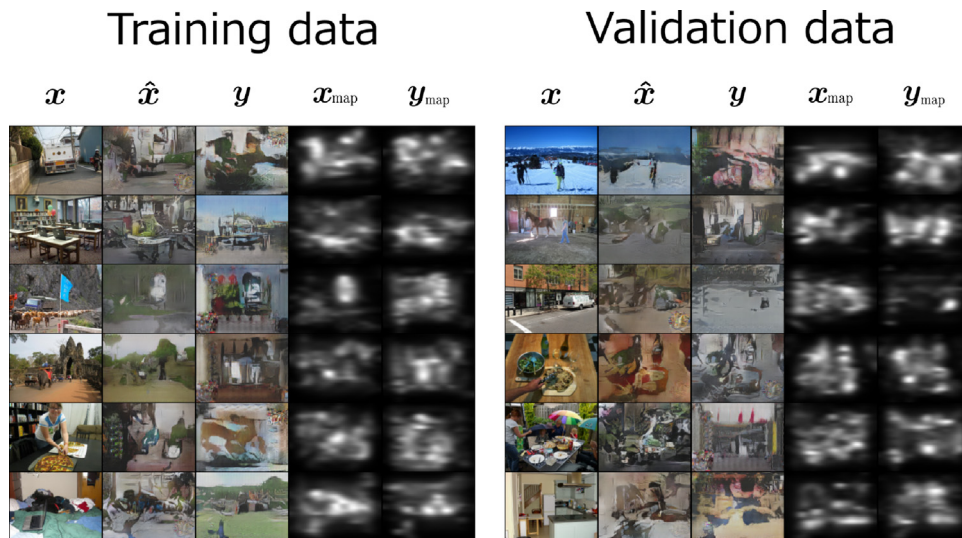 Training data
Validation data
x x̂ y x_map y_map
x x̂ y x_map y_map